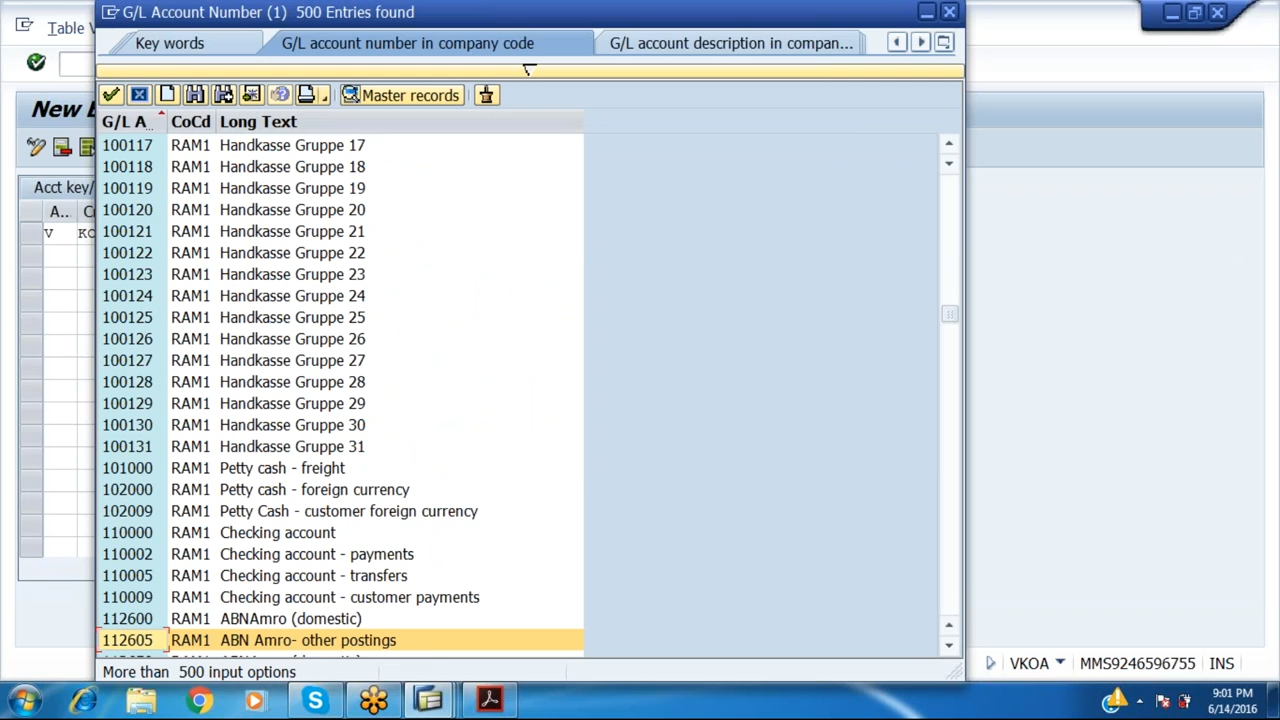 G/L Account Number (1) 500 Entries found
Table V
Key words
G/L account number in company code
G/L account description in compan...
New
Master records
G/L A.. CoCd Long Text
100117 RAM1 Handkasse Gruppe 17
100118 RAM1 Handkasse Gruppe 18
100119 RAM1 Handkasse Gruppe 19
100120 RAM1 Handkasse Gruppe 20
100121 RAM1 Handkasse Gruppe 21
100122 RAM1 Handkasse Gruppe 22
100123 RAM1 Handkasse Gruppe 23
100124 RAM1 Handkasse Gruppe 24
100125 RAM1 Handkasse Gruppe 25
100126 RAM1 Handkasse Gruppe 26
100127 RAM1 Handkasse Gruppe 27
100128 RAM1 Handkasse Gruppe 28
100129 RAM1 Handkasse Gruppe 29
100130 RAM1 Handkasse Gruppe 30
100131 RAM1 Handkasse Gruppe 31
101000 RAM1 Petty cash - freight
102000 RAM1 Petty cash - foreign currency
102009 RAM1 Petty Cash - customer foreign currency
110000 RAM1 Checking account
110002 RAM1 Checking account - payments
110005 RAM1 Checking account - transfers
110009 RAM1 Checking account - customer payments
112600 RAM1 ABNAmro (domestic)
112605 RAM1 ABN Amro- other postings
Acct key/
A..
V KO
More than 500 input options
VKOA MMS9246596755 INS
9:01 PM
6/14/2016